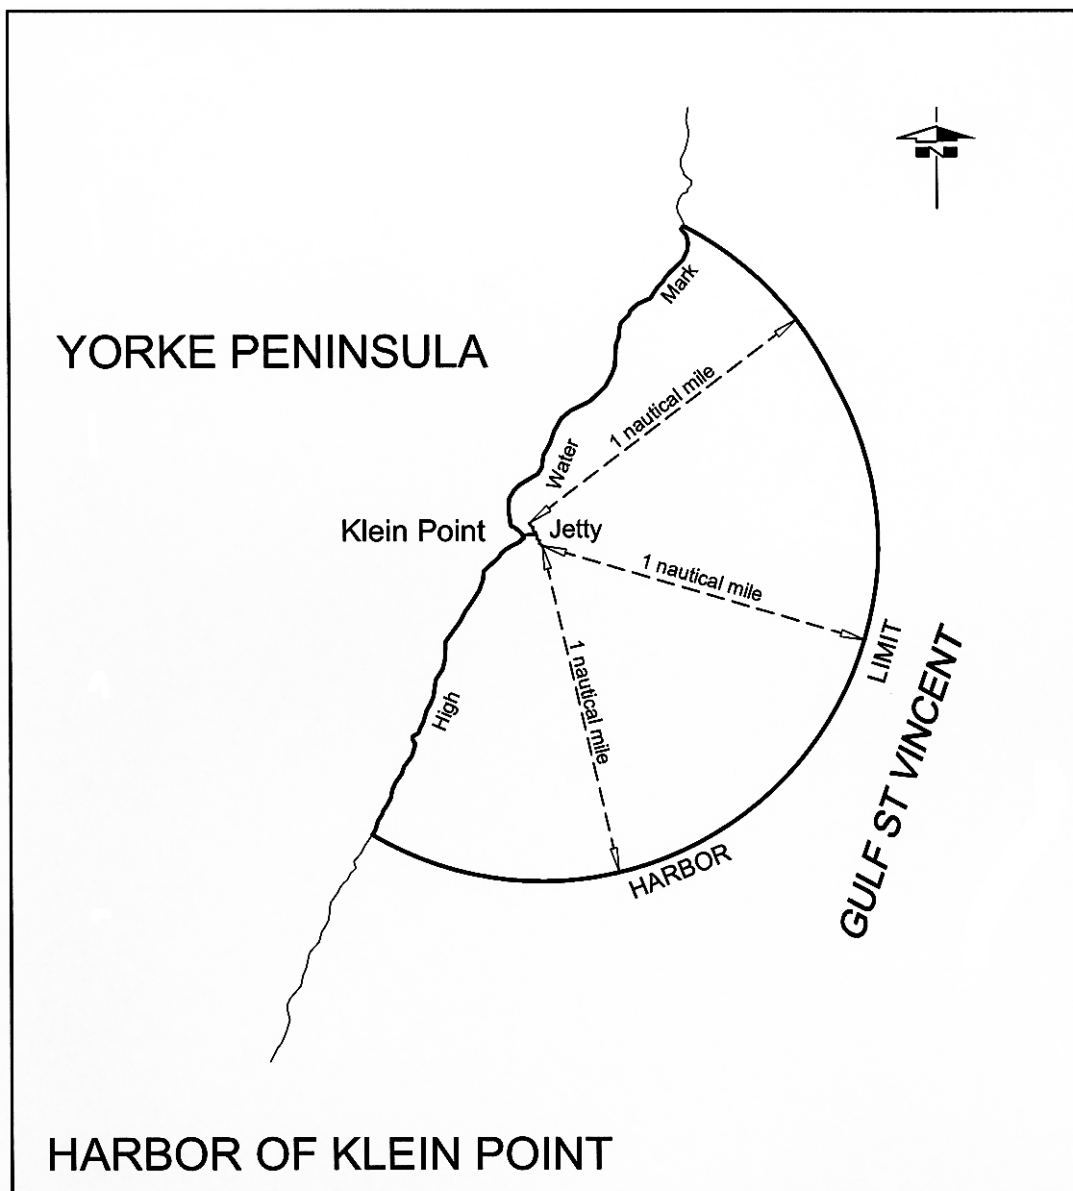 N
YORKE PENINSULA
Mark
1 nautical mile
Water
Klein Point
Jetty
1 nautical mile
1 nautical mile
High
LIMIT
HARBOR
GULF ST VINCENT
HARBOR OF KLEIN POINT